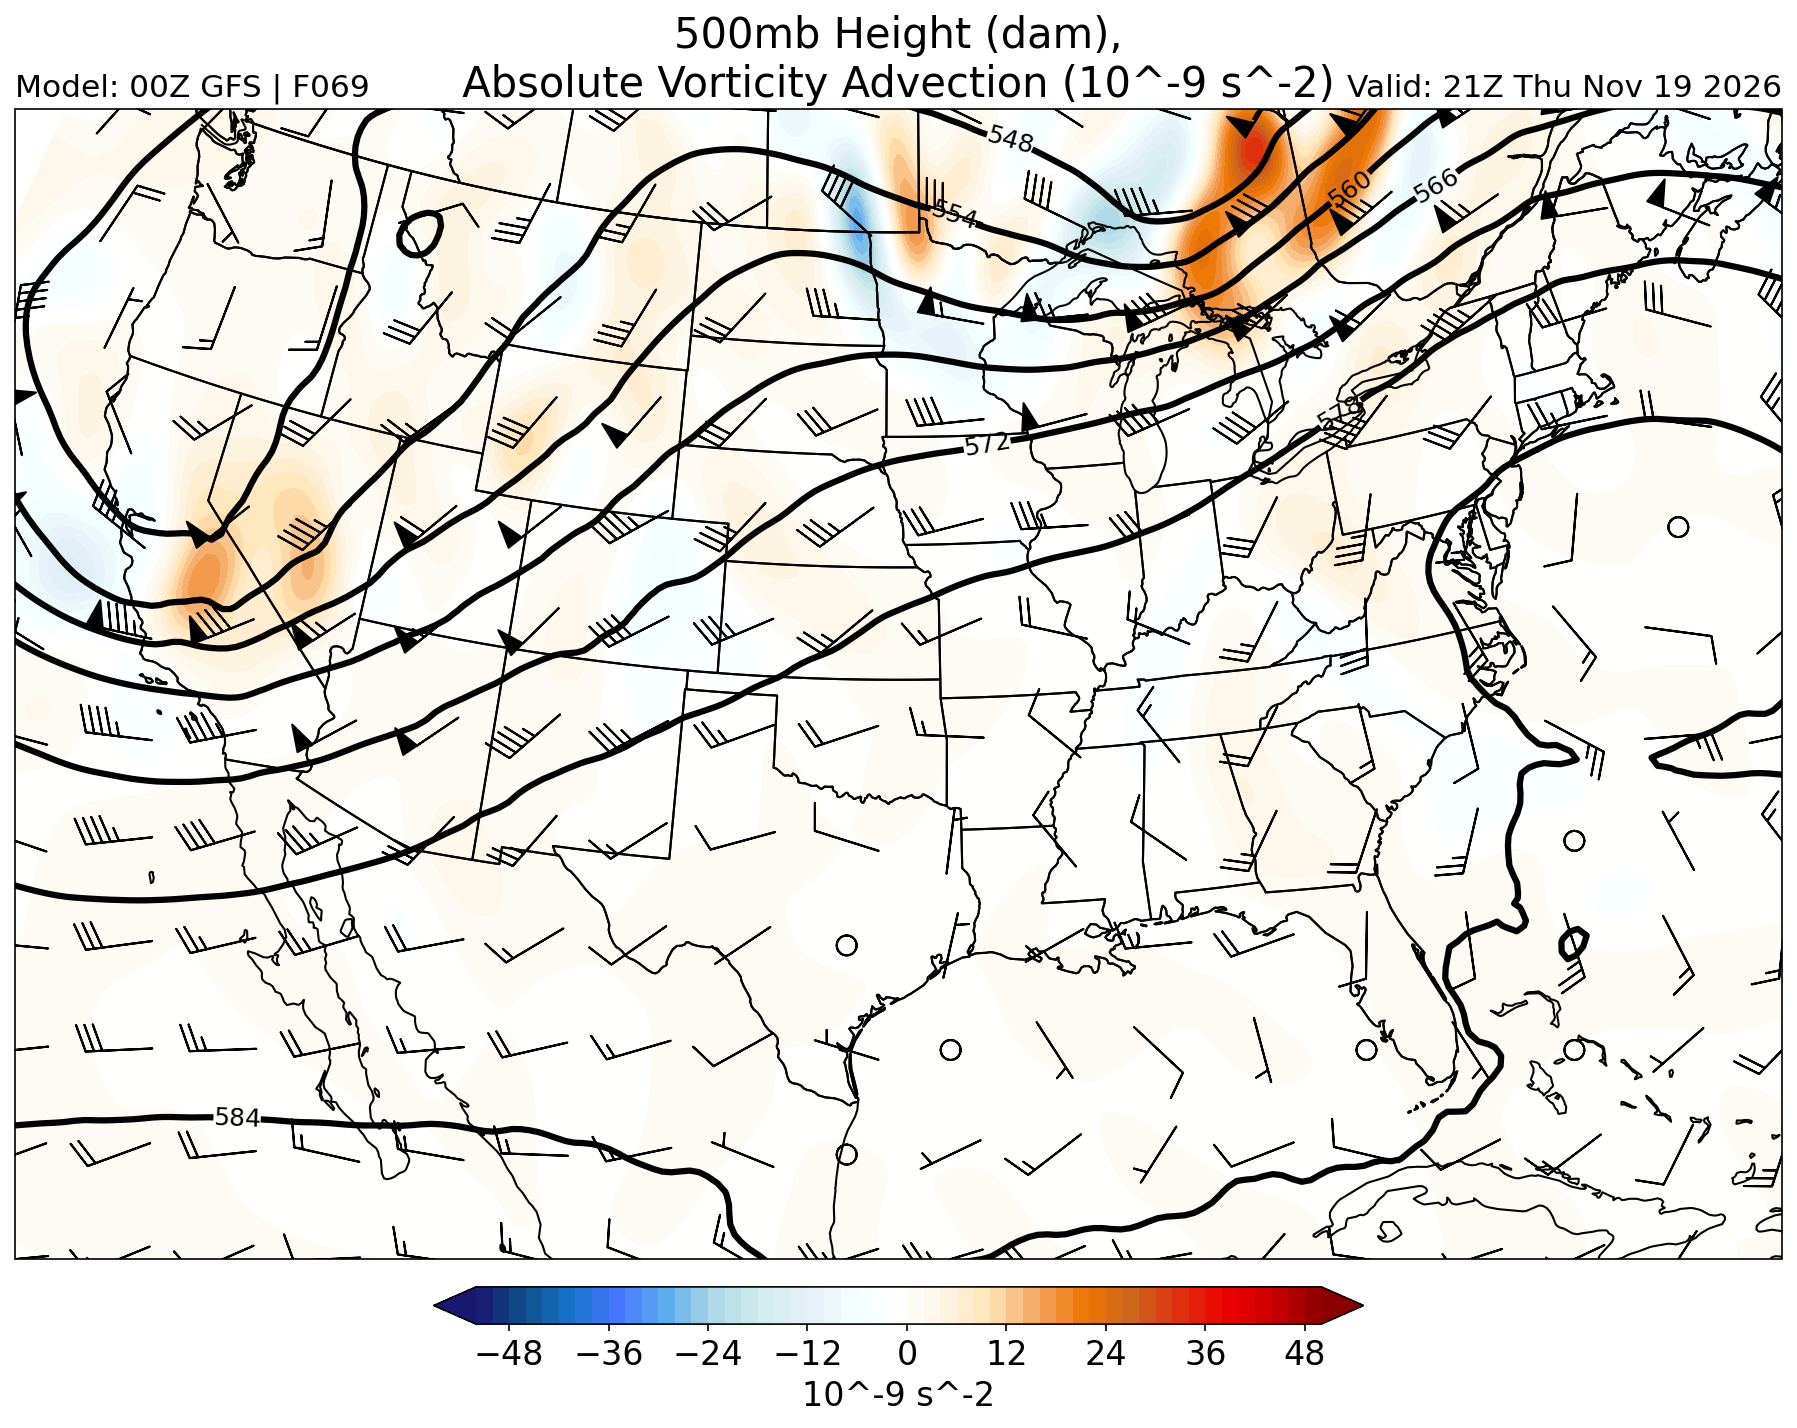 500mb Height (dam),
Absolute Vorticity Advection (10^-9 s^-2)
Model: 00Z GFS | F069
Valid: 21Z Thu Nov 19 2026
548
554
560
566
572
578
584
−48 −36 −24 −12 0 12 24 36 48
10^-9 s^-2